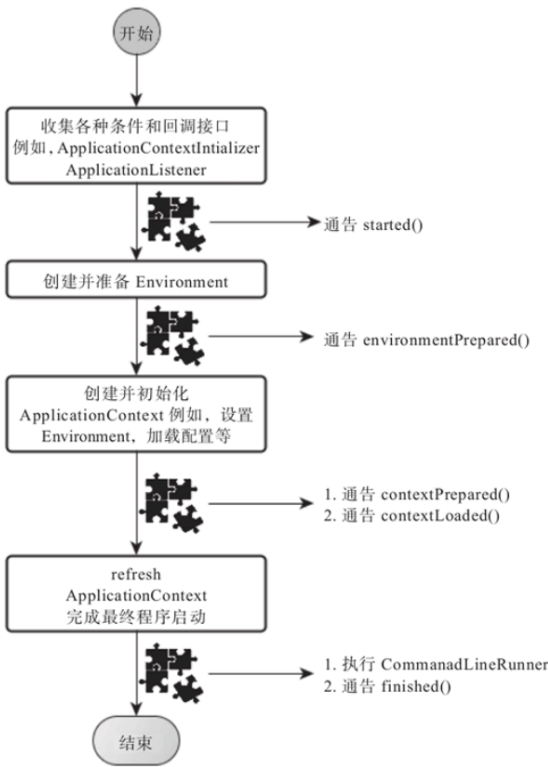 开始
收集各种条件和回调接口
例如,ApplicationContextIntializer
ApplicationListener
通告 started()
创建并准备 Environment
通告 environmentPrepared()
创建并初始化
ApplicationContext 例如，设置
Environment，加载配置等
1. 通告 contextPrepared()
2. 通告 contextLoaded()
refresh
ApplicationContext
完成最终程序启动
1. 执行 CommanadLineRunner
2. 通告 finished()
结束